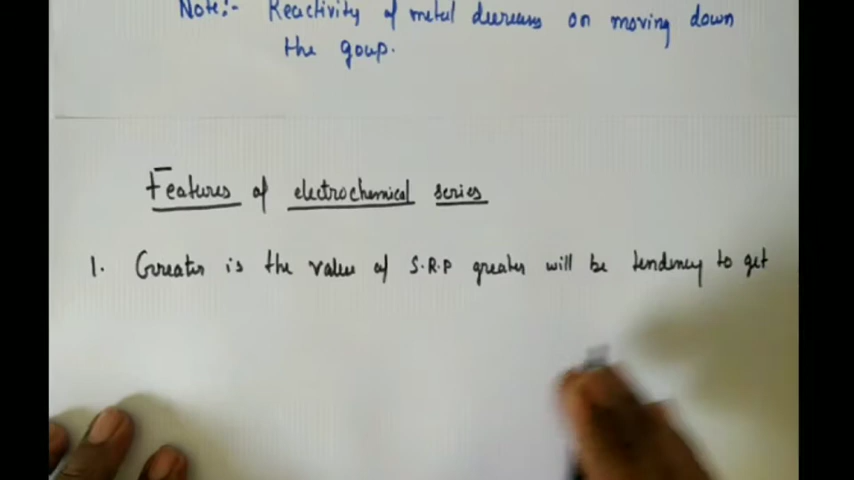 Note:- Reactivity of metal decreases on moving down
the goup.
Features of electrochemical series
1. Greater is the value of S.R.P greater will be tendency to get